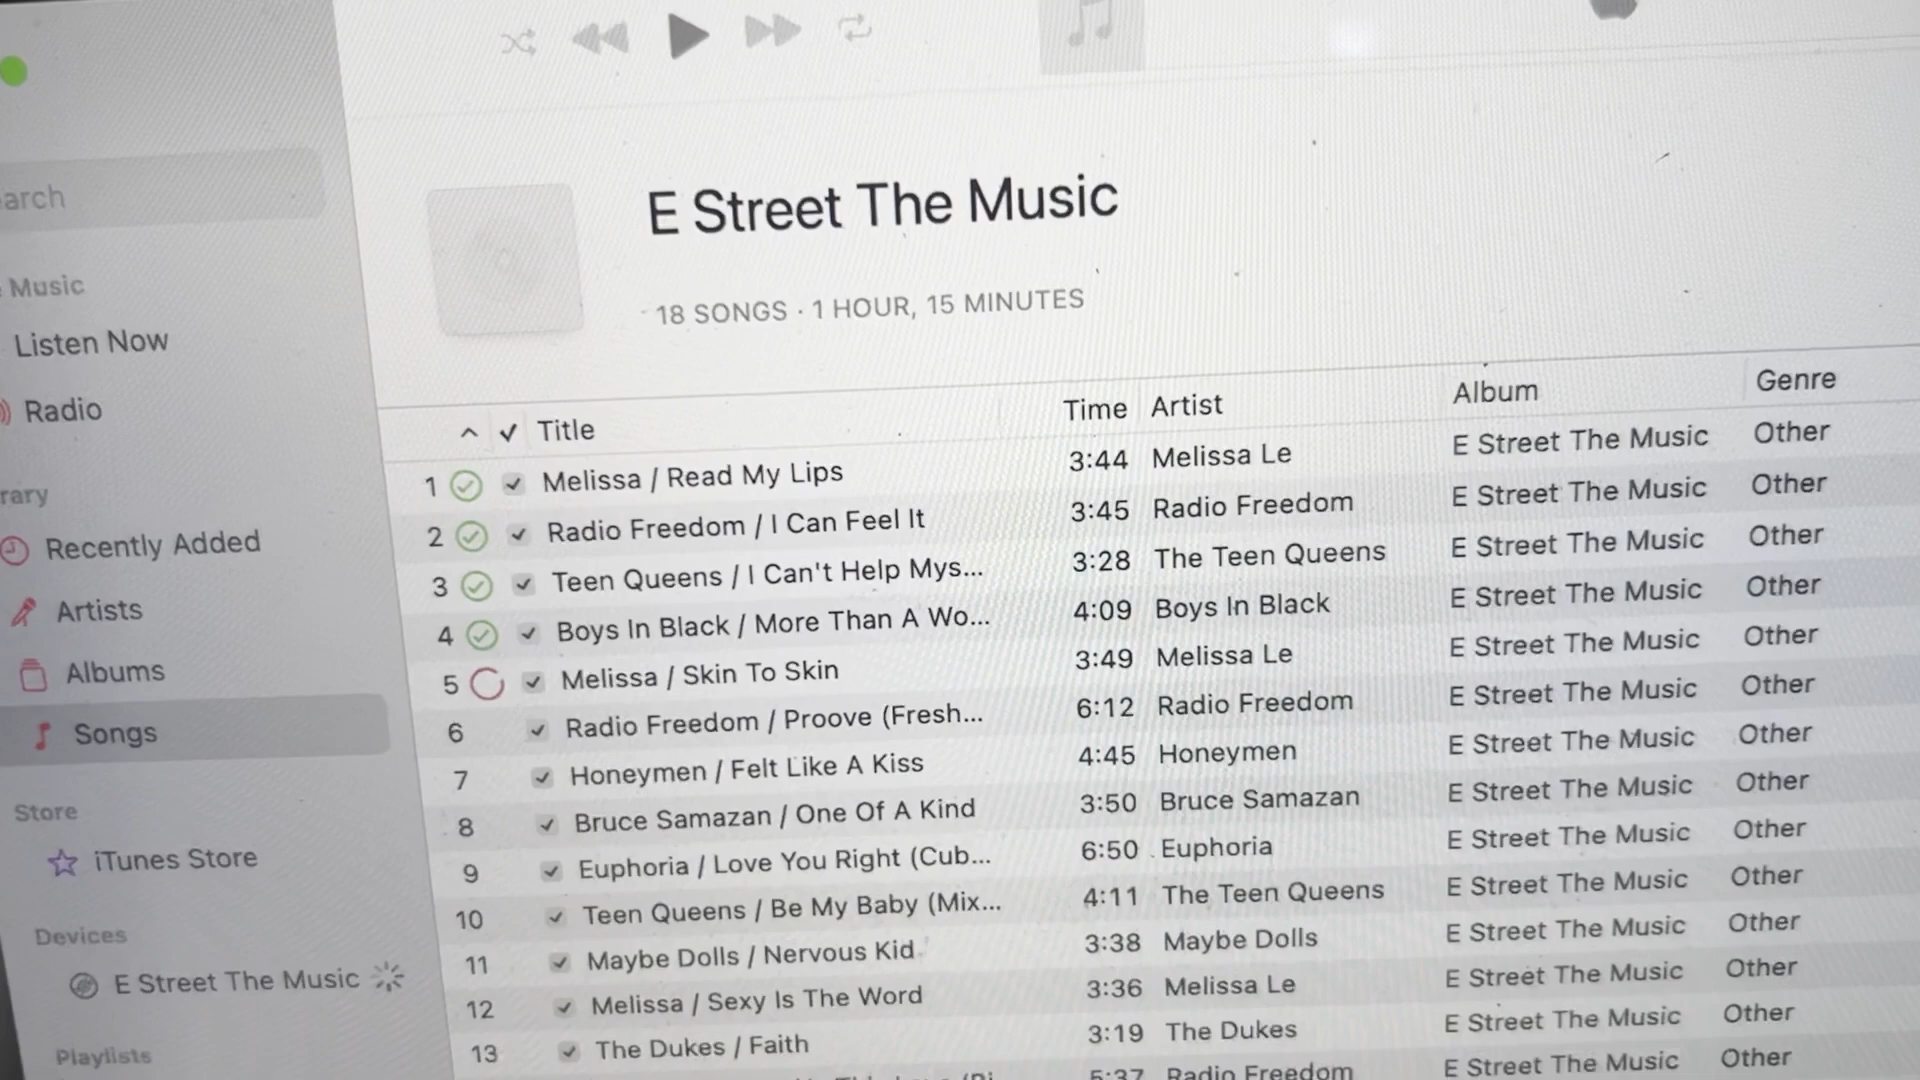 arch
Music
Listen Now
Radio
rary
Recently Added
Artists
Albums
Songs
Store
iTunes Store
Devices
E Street The Music
Playlists
E Street The Music
18 SONGS · 1 HOUR, 15 MINUTES
Title Time Artist Album Genre
1 Melissa / Read My Lips 3:44 Melissa Le E Street The Music Other
2 Radio Freedom / I Can Feel It 3:45 Radio Freedom E Street The Music Other
3 Teen Queens / I Can't Help Mys... 3:28 The Teen Queens E Street The Music Other
4 Boys In Black / More Than A Wo... 4:09 Boys In Black E Street The Music Other
5 Melissa / Skin To Skin 3:49 Melissa Le E Street The Music Other
6 Radio Freedom / Proove (Fresh... 6:12 Radio Freedom E Street The Music Other
7 Honeymen / Felt Like A Kiss 4:45 Honeymen E Street The Music Other
8 Bruce Samazan / One Of A Kind 3:50 Bruce Samazan E Street The Music Other
9 Euphoria / Love You Right (Cub... 6:50 Euphoria E Street The Music Other
10 Teen Queens / Be My Baby (Mix... 4:11 The Teen Queens E Street The Music Other
11 Maybe Dolls / Nervous Kid 3:38 Maybe Dolls E Street The Music Other
12 Melissa / Sexy Is The Word 3:36 Melissa Le E Street The Music Other
13 The Dukes / Faith 3:19 The Dukes E Street The Music Other
5:37 Radio Freedom E Street The Music Other